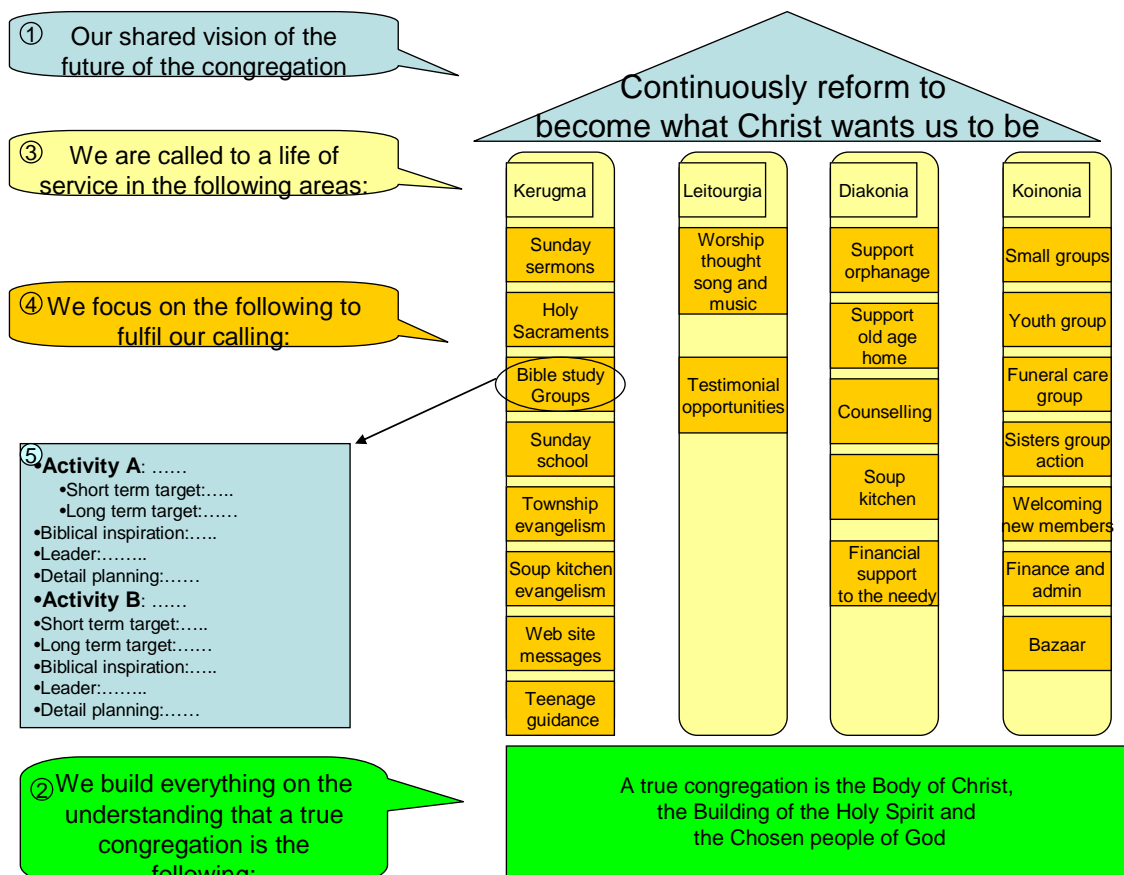 ① Our shared vision of the
future of the congregation
Continuously reform to
become what Christ wants us to be
③ We are called to a life of
service in the following areas:
④ We focus on the following to
fulfil our calling:
Kerugma
Sunday
sermons
Holy
Sacraments
Bible study
Groups
Sunday
school
Township
evangelism
Soup kitchen
evangelism
Web site
messages
Teenage
guidance
Leitourgia
Worship
thought
song and
music
Testimonial
opportunities
Diakonia
Support
orphanage
Support
old age
home
Counselling
Soup
kitchen
Financial
support
to the needy
Koinonia
Small groups
Youth group
Funeral care
group
Sisters group
action
Welcoming
new members
Finance and
admin
Bazaar
⑤
•Activity A: ……
•Short term target:…..
•Long term target:……
•Biblical inspiration:…..
•Leader:……..
•Detail planning:……
•Activity B: ……
•Short term target:…..
•Long term target:……
•Biblical inspiration:…..
•Leader:……..
•Detail planning:……
② We build everything on the
understanding that a true
congregation is the
following:
A true congregation is the Body of Christ,
the Building of the Holy Spirit and
the Chosen people of God